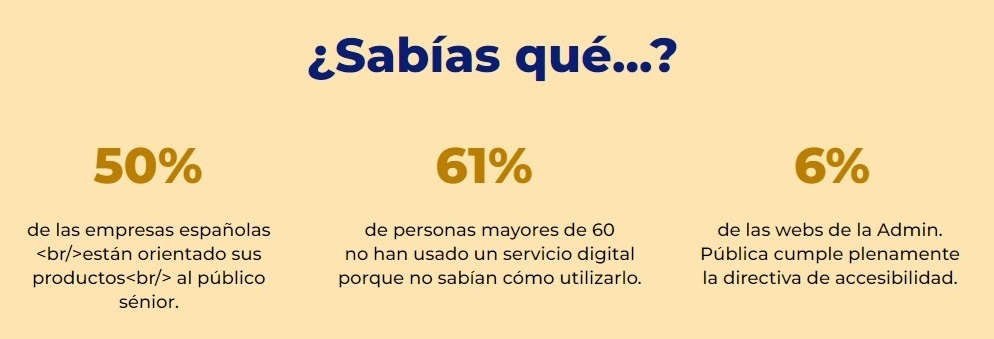 ¿Sabías qué...?
50%
de las empresas españolas
<br/>están orientado sus
productos<br/> al público
sénior.
61%
de personas mayores de 60
no han usado un servicio digital
porque no sabían cómo utilizarlo.
6%
de las webs de la Admin.
Pública cumple plenamente
la directiva de accesibilidad.